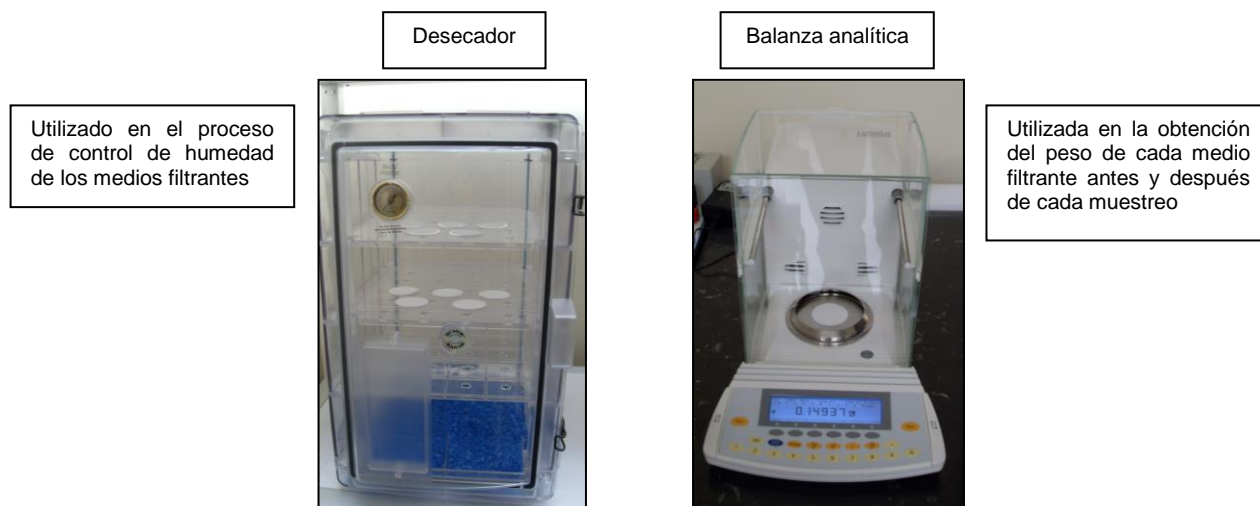 Desecador
Balanza analítica
Utilizado en el proceso
de control de humedad
de los medios filtrantes
Utilizada en la obtención
del peso de cada medio
filtrante antes y después
de cada muestreo
0.14937g